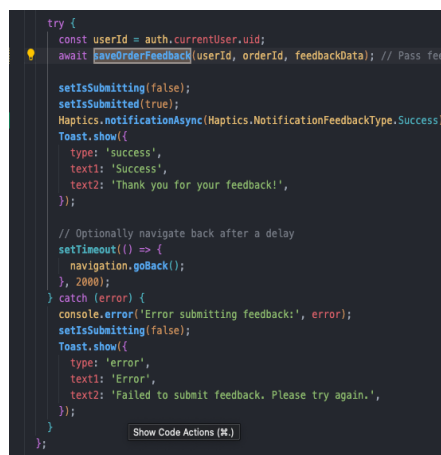 try {
const userId = auth.currentUser.uid;
await saveOrderFeedback(userId, orderId, feedbackData); // Pass fee
setIsSubmitting(false);
setIsSubmitted(true);
Haptics.notificationAsync(Haptics.NotificationFeedbackType.Success)
Toast.show({
type: 'success',
text1: 'Success',
text2: 'Thank you for your feedback!',
});
// Optionally navigate back after a delay
setTimeout(() => {
navigation.goBack();
}, 2000);
} catch (error) {
console.error('Error submitting feedback:', error);
setIsSubmitting(false);
Toast.show({
type: 'error',
text1: 'Error',
text2: 'Failed to submit feedback. Please try again.',
});
}
Show Code Actions (⌘.)
};